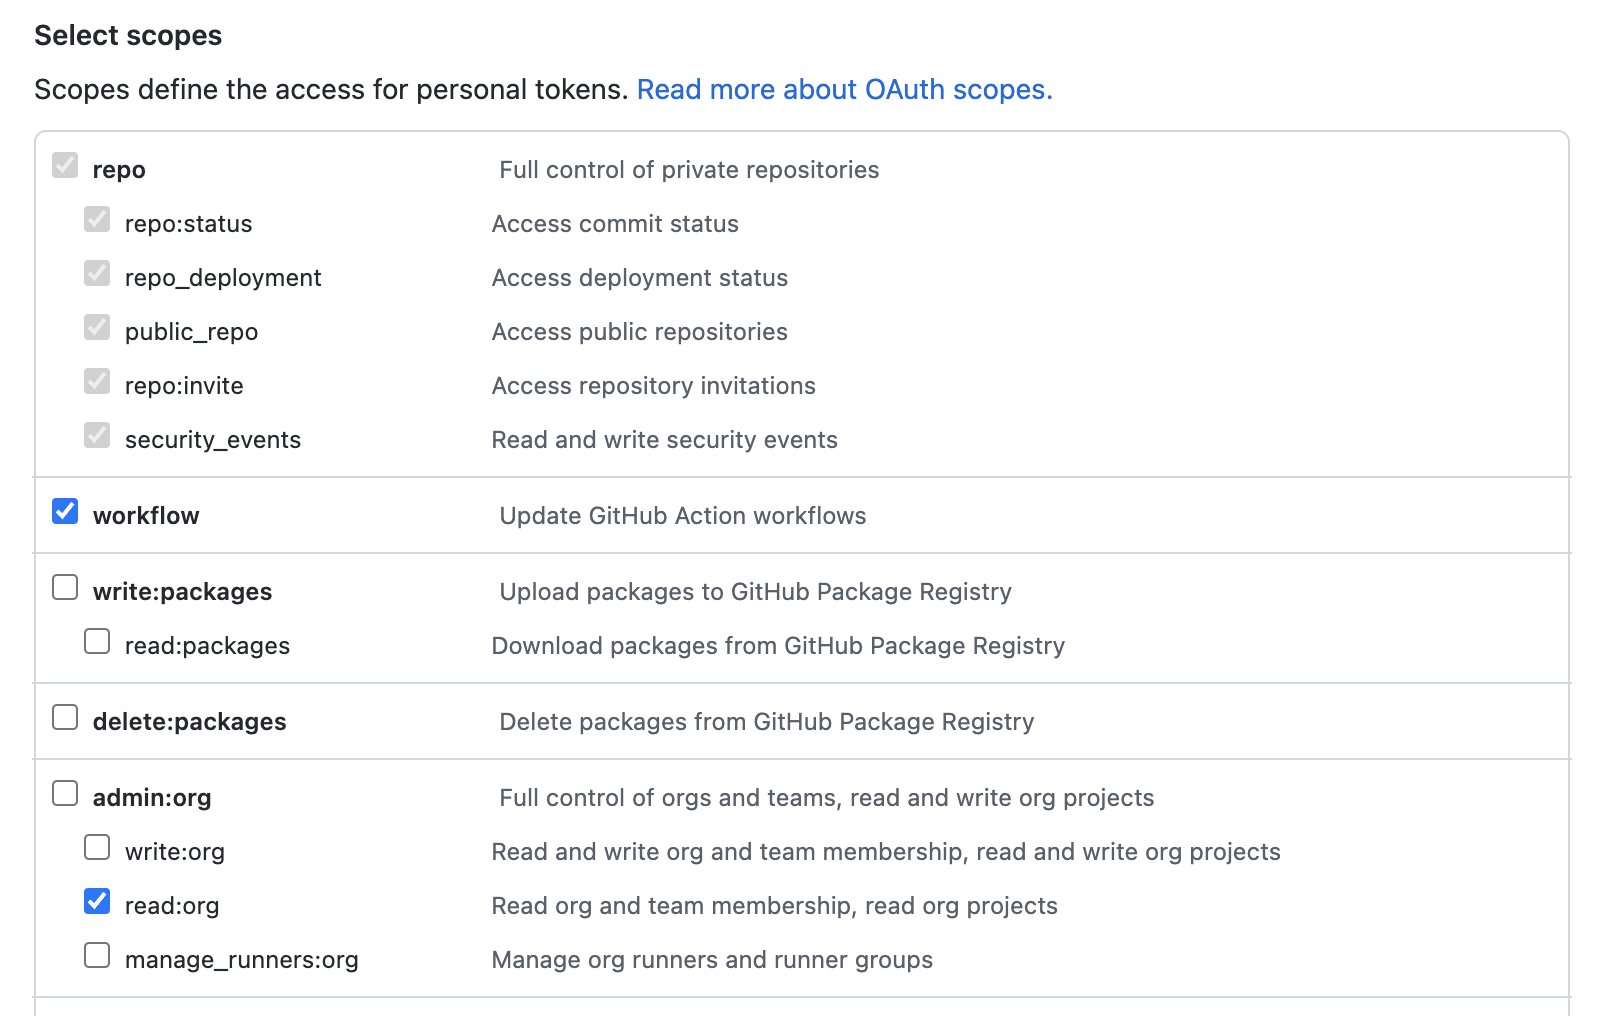 Select scopes
Scopes define the access for personal tokens. Read more about OAuth scopes.
repo Full control of private repositories
repo:status Access commit status
repo_deployment Access deployment status
public_repo Access public repositories
repo:invite Access repository invitations
security_events Read and write security events
workflow Update GitHub Action workflows
write:packages Upload packages to GitHub Package Registry
read:packages Download packages from GitHub Package Registry
delete:packages Delete packages from GitHub Package Registry
admin:org Full control of orgs and teams, read and write org projects
write:org Read and write org and team membership, read and write org projects
read:org Read org and team membership, read org projects
manage_runners:org Manage org runners and runner groups